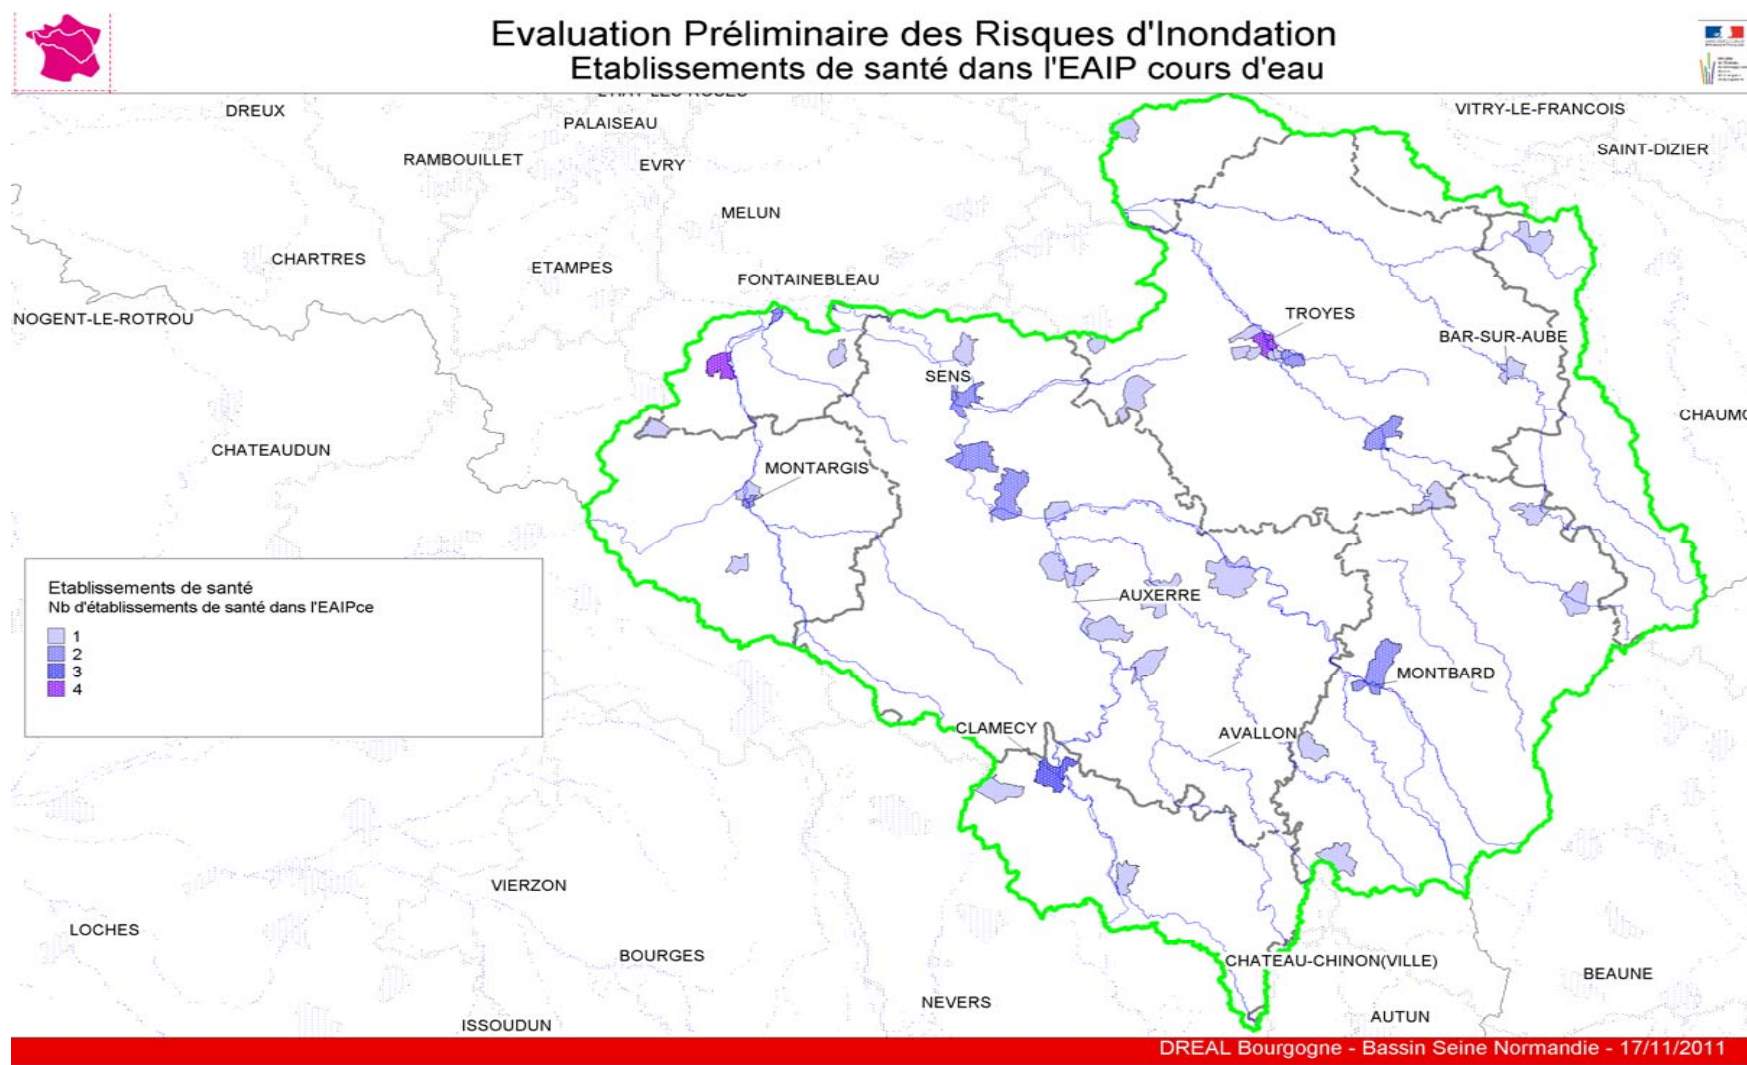 Evaluation Préliminaire des Risques d'Inondation
Etablissements de santé dans l'EAIP cours d'eau
DREUX
PALAISEAU
VITRY-LE-FRANCOIS
SAINT-DIZIER
RAMBOUILLET
EVRY
MELUN
CHARTRES
ETAMPES
FONTAINEBLEAU
NOGENT-LE-ROTROU
TROYES
BAR-SUR-AUBE
SENS
CHAUMO
CHATEAUDUN
MONTARGIS
Etablissements de santé
Nb d'établissements de santé dans l'EAIPce
1
2
3
4
AUXERRE
MONTBARD
CLAMECY
AVALLON
VIERZON
LOCHES
BOURGES
CHATEAU-CHINON(VILLE)
BEAUNE
NEVERS
AUTUN
ISSOUDUN
DREAL Bourgogne - Bassin Seine Normandie - 17/11/2011